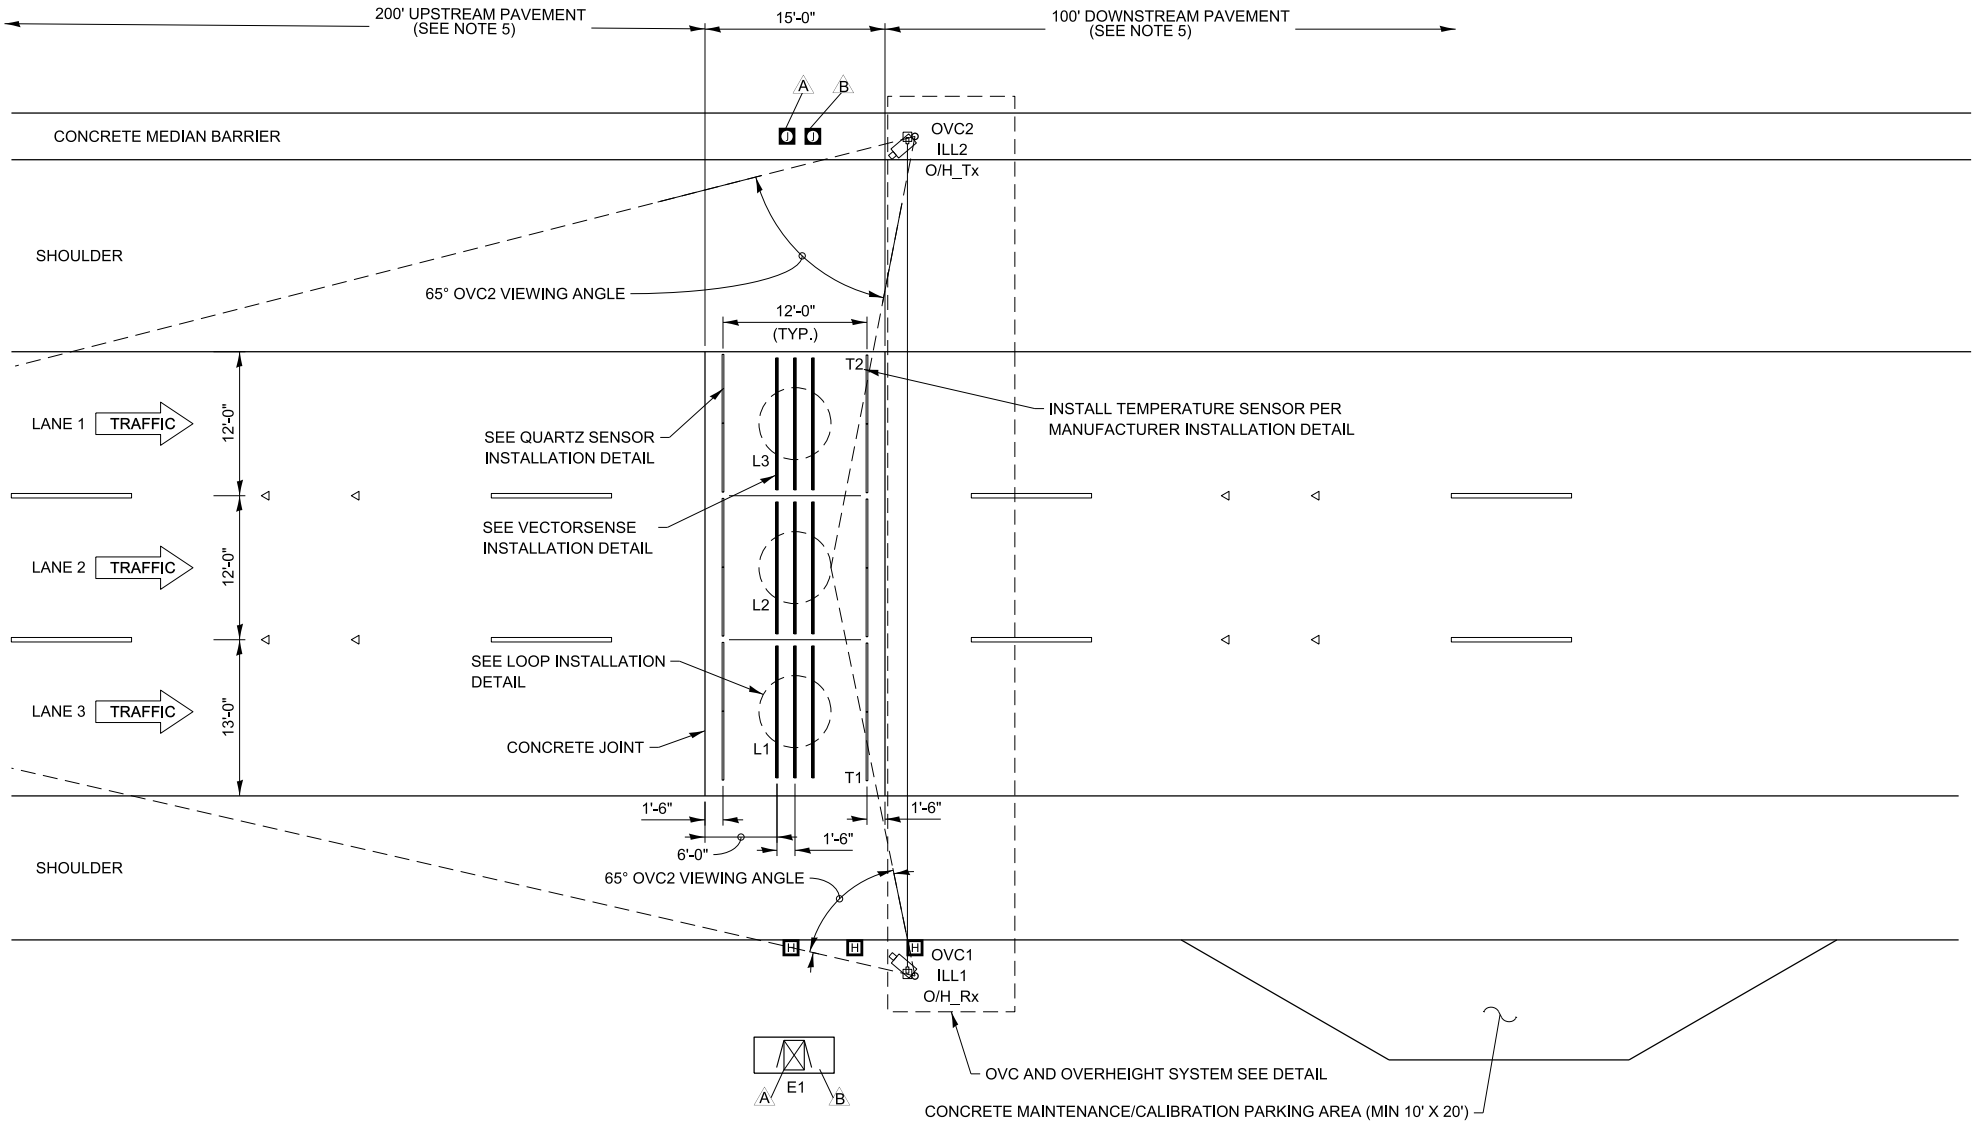 200' UPSTREAM PAVEMENT
(SEE NOTE 5)
15'-0"
100' DOWNSTREAM PAVEMENT
(SEE NOTE 5)
A
B
CONCRETE MEDIAN BARRIER
J
J
OVC2
ILL2
O/H_Tx
SHOULDER
65° OVC2 VIEWING ANGLE
12'-0"
(TYP.)
T2
LANE 1
TRAFFIC
12'-0"
INSTALL TEMPERATURE SENSOR PER
MANUFACTURER INSTALLATION DETAIL
SEE QUARTZ SENSOR
INSTALLATION DETAIL
L3
SEE VECTORSENSE
INSTALLATION DETAIL
LANE 2
TRAFFIC
12'-0"
L2
SEE LOOP INSTALLATION
DETAIL
LANE 3
TRAFFIC
13'-0"
CONCRETE JOINT
L1
T1
1'-6"
1'-6"
6'-0"
1'-6"
SHOULDER
65° OVC2 VIEWING ANGLE
H
H
H
OVC1
ILL1
O/H_Rx
E1
A
B
OVC AND OVERHEIGHT SYSTEM SEE DETAIL
CONCRETE MAINTENANCE/CALIBRATION PARKING AREA (MIN 10' X 20')